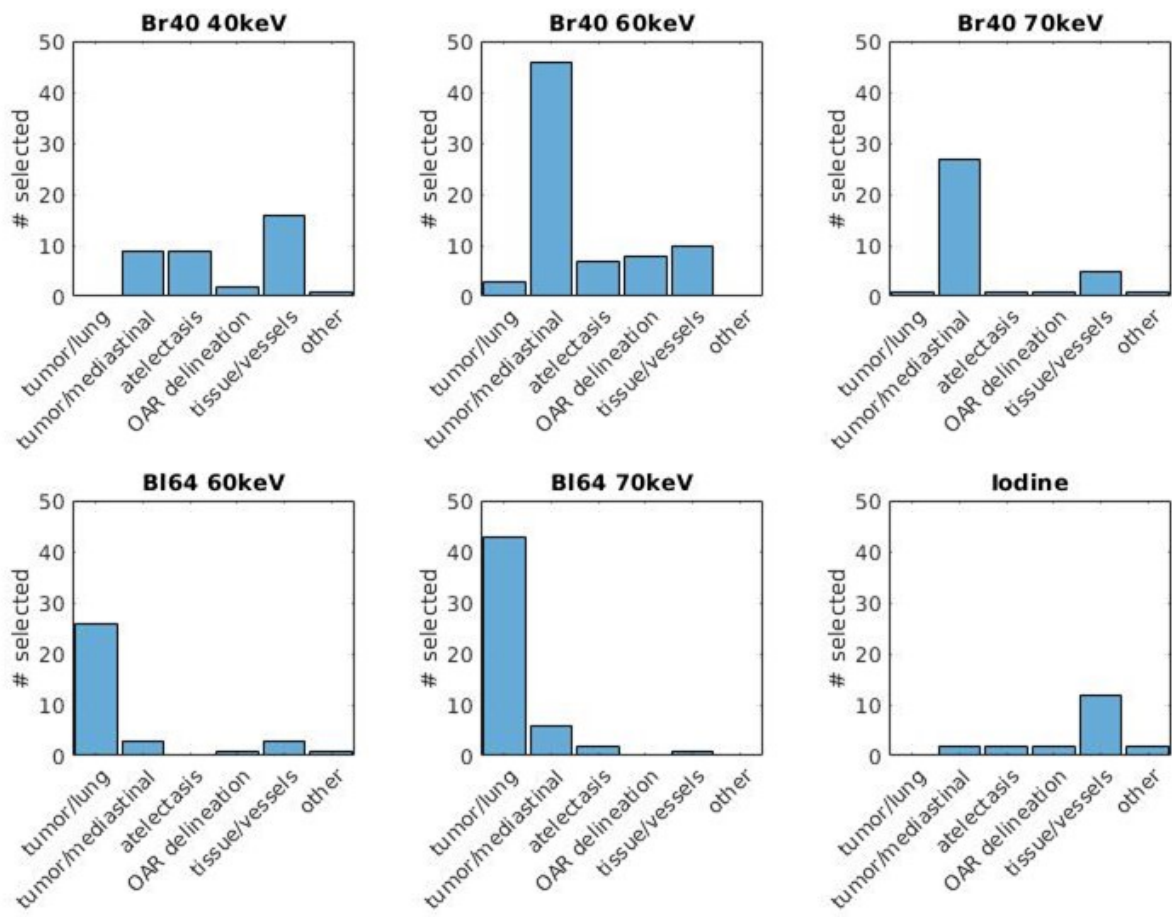 Br40 40keV
Br40 60keV
Br40 70keV
# selected
50
40
30
20
10
0
tumor/lung
tumor/mediastinal
atelectasis
OAR delineation
tissue/vessels
other
# selected
50
40
30
20
10
0
tumor/lung
tumor/mediastinal
atelectasis
OAR delineation
tissue/vessels
other
# selected
50
40
30
20
10
0
tumor/lung
tumor/mediastinal
atelectasis
OAR delineation
tissue/vessels
other
Bl64 60keV
Bl64 70keV
Iodine
# selected
50
40
30
20
10
0
tumor/lung
tumor/mediastinal
atelectasis
OAR delineation
tissue/vessels
other
# selected
50
40
30
20
10
0
tumor/lung
tumor/mediastinal
atelectasis
OAR delineation
tissue/vessels
other
# selected
50
40
30
20
10
0
tumor/lung
tumor/mediastinal
atelectasis
OAR delineation
tissue/vessels
other